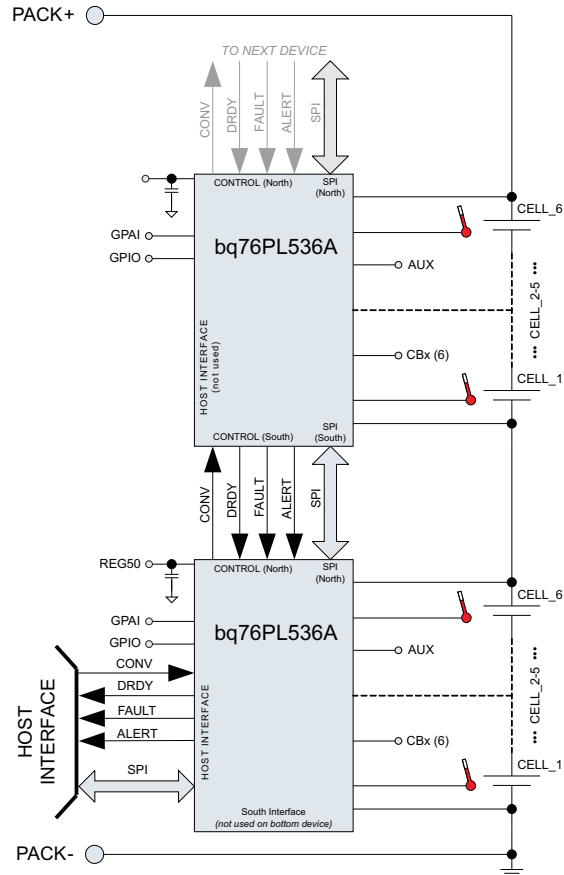 PACK+
TO NEXT DEVICE
CONV
DRDY
FAULT
ALERT
SPI
CONTROL (North)
SPI
(North)
CELL_6
GPAI
GPIO
bq76PL536A
AUX
... CELL_2-5 ...
HOST INTERFACE
(not used)
CBx (6)
CELL_1
CONTROL (South)
SPI
(South)
CONV
DRDY
FAULT
ALERT
SPI
REG50
CONTROL (North)
SPI
(North)
CELL_6
GPAI
GPIO
bq76PL536A
AUX
... CELL_2-5 ...
HOST
INTERFACE
CONV
DRDY
FAULT
ALERT
SPI
HOST INTERFACE
CBx (6)
CELL_1
South Interface
(not used on bottom device)
PACK-